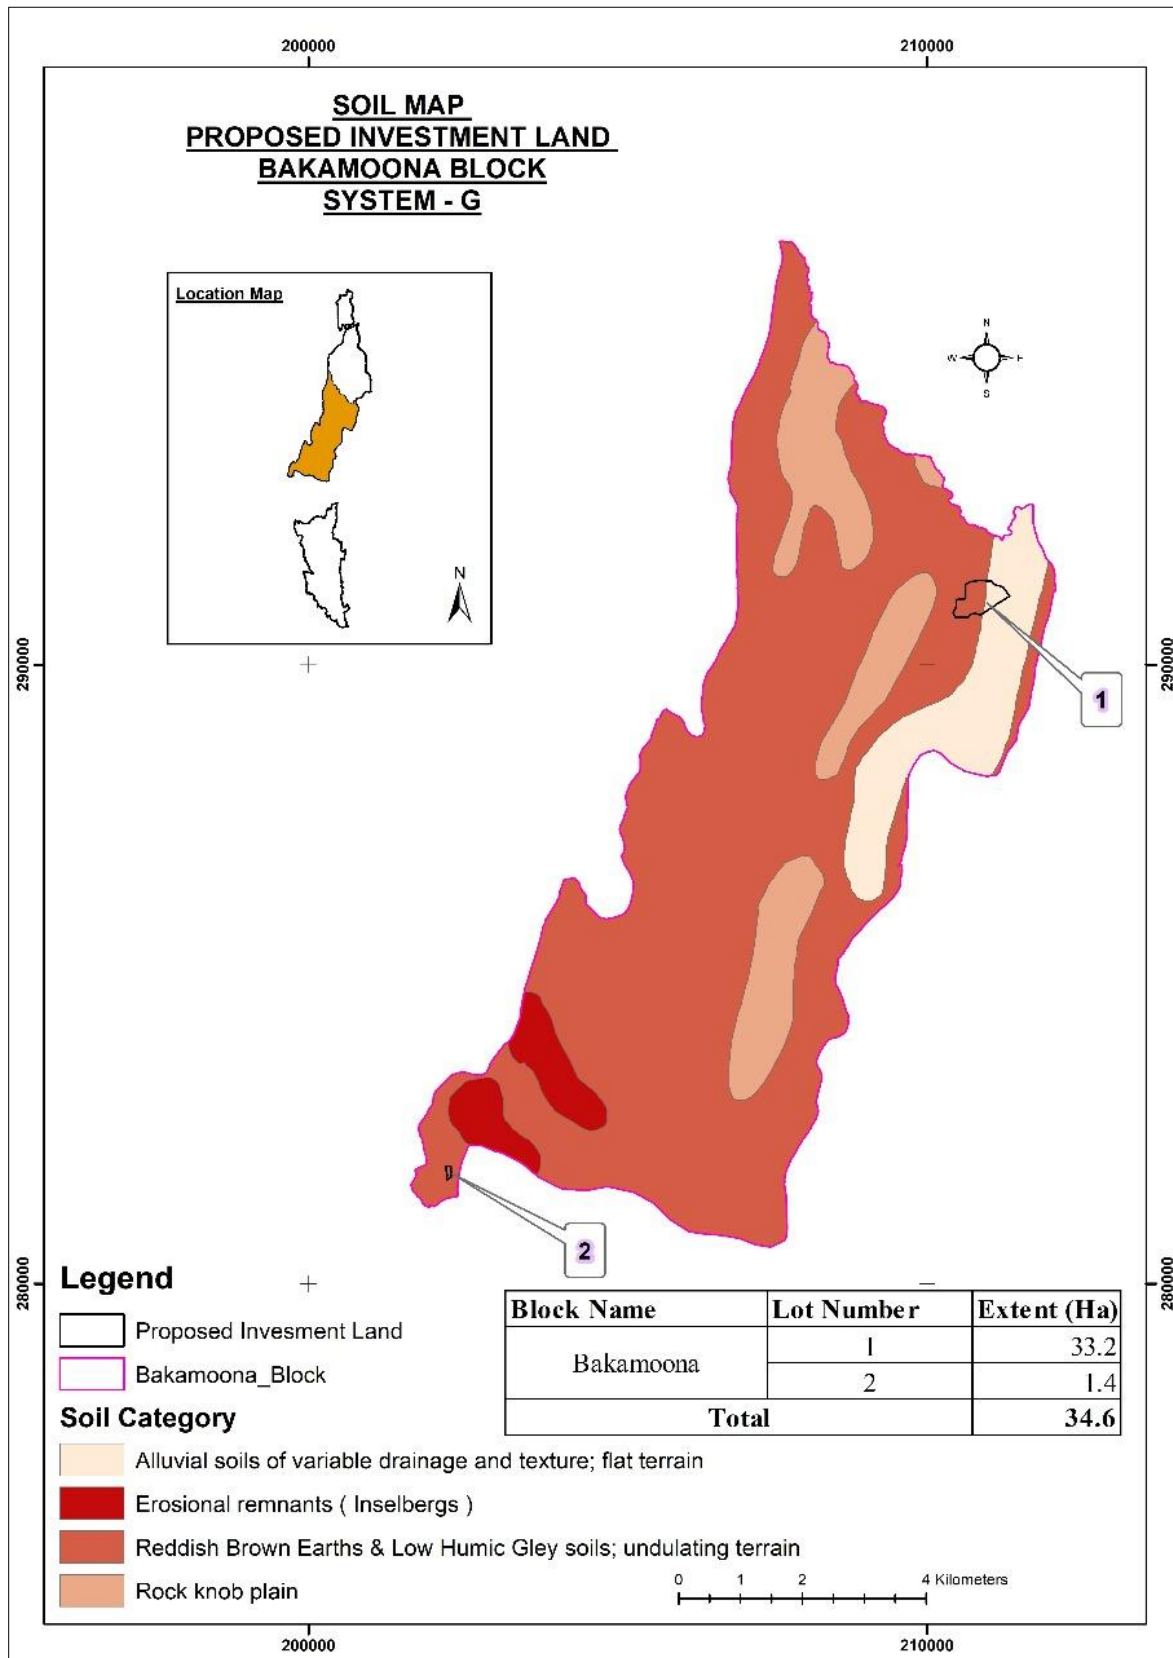 200000
210000
SOIL MAP
PROPOSED INVESTMENT LAND
BAKAMOONA BLOCK
SYSTEM - G
Location Map
N
N
W
E
S
290000
290000
1
2
280000
280000
Legend
Proposed Invesment Land
Bakamoona_Block
Soil Category
Alluvial soils of variable drainage and texture; flat terrain
Erosional remnants ( Inselbergs )
Reddish Brown Earths & Low Humic Gley soils; undulating terrain
Rock knob plain
Block Name Lot Number Extent (Ha)
Bakamoona 1 33.2
2 1.4
Total 34.6
0 1 2 4 Kilometers
200000
210000